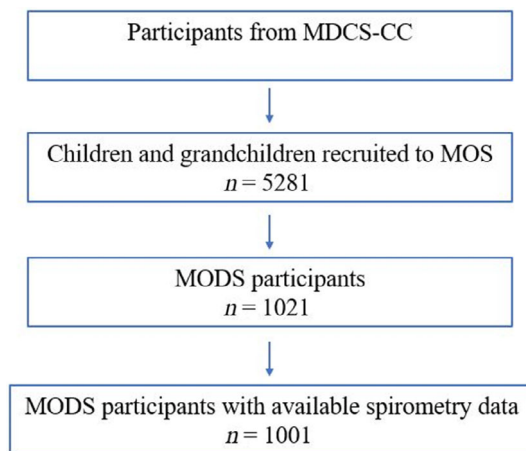 Participants from MDCS-CC
Children and grandchildren recruited to MOS
n = 5281
MODS participants
n = 1021
MODS participants with available spirometry data
n = 1001